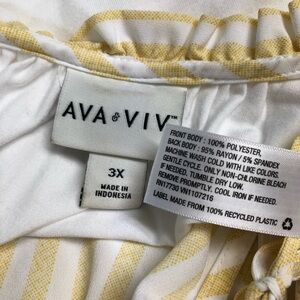 AVA & VIV™
3X
MADE IN
INDONESIA
FRONT BODY : 100% POLYESTER,
BACK BODY : 95% RAYON / 5% SPANDEX
MACHINE WASH COLD WITH LIKE COLORS.
GENTLE CYCLE. ONLY NON-CHLORINE BLEACH
IF NEEDED. TUMBLE DRY LOW.
REMOVE PROMPTLY. COOL IRON IF NEEDED.
RN17730 VN1107216
LABEL MADE FROM 100% RECYCLED PLASTIC